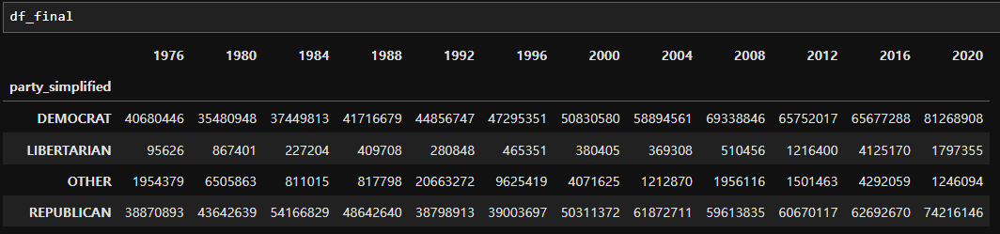 df_final
1976 1980 1984 1988 1992 1996 2000 2004 2008 2012 2016 2020
party_simplified
DEMOCRAT 40680446 35480948 37449813 41716679 44856747 47295351 50830580 58894561 69338846 65752017 65677288 81268908
LIBERTARIAN 95626 867401 227204 409708 280848 465351 380405 369308 510456 1216400 4125170 1797355
OTHER 1954379 6505863 811015 817798 20663272 9625419 4071625 1212870 1956116 1501463 4292059 1246094
REPUBLICAN 38870893 43642639 54166829 48642640 38798913 39003697 50311372 61872711 59613835 60670117 62692670 74216146